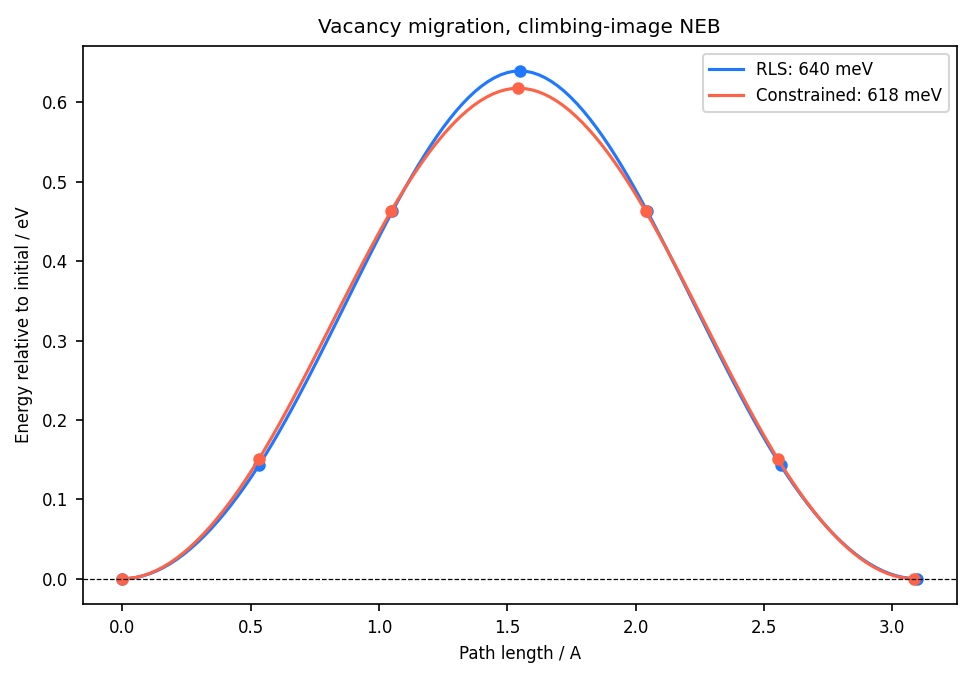 Vacancy migration, climbing-image NEB
RLS: 640 meV
Constrained: 618 meV
Energy relative to initial / eV
0.6
0.5
0.4
0.3
0.2
0.1
0.0
0.0 0.5 1.0 1.5 2.0 2.5 3.0
Path length / A